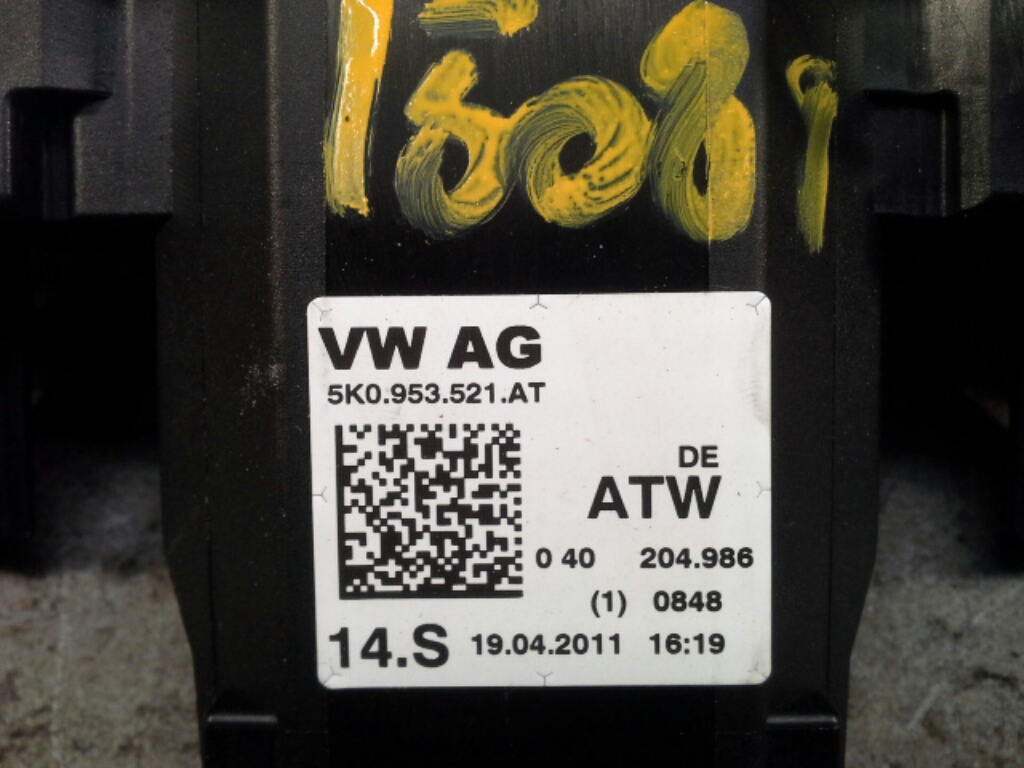 VW AG
5K0.953.521.AT
DE
ATW
0 40 204.986
(1) 0848
14.S 19.04.2011 16:19